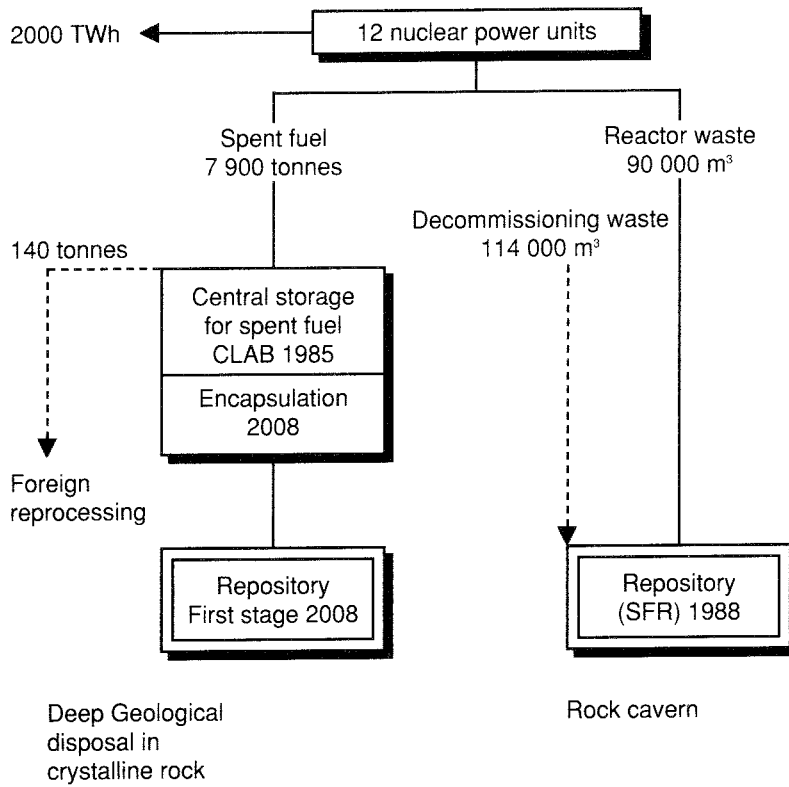 2000 TWh
12 nuclear power units
Spent fuel
7 900 tonnes
Reactor waste
90 000 m³
Decommissioning waste
114 000 m³
140 tonnes
Central storage
for spent fuel
CLAB 1985
Encapsulation
2008
Foreign
reprocessing
Repository
First stage 2008
Repository
(SFR) 1988
Deep Geological
disposal in
crystalline rock
Rock cavern